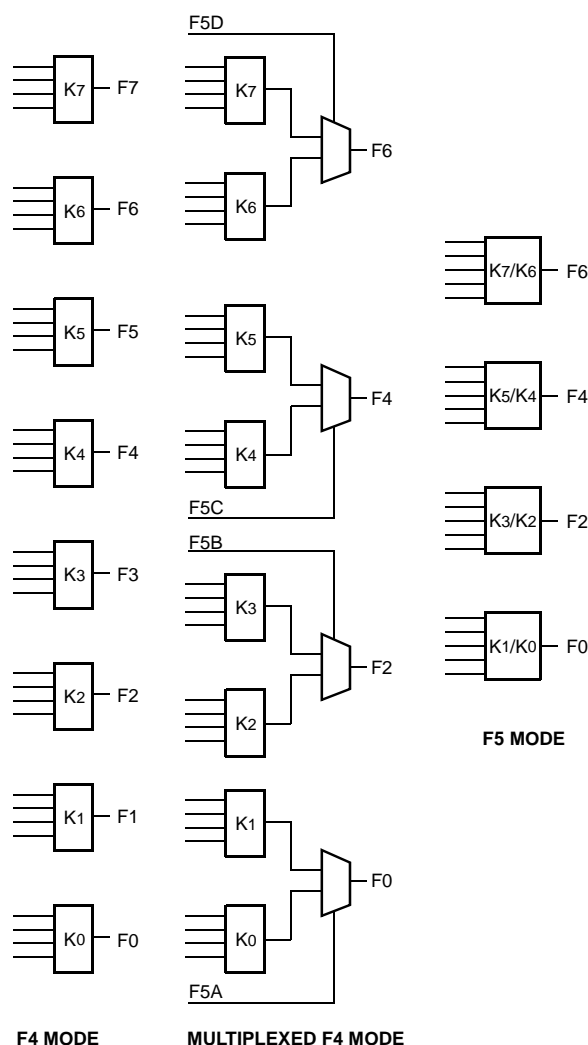 K7
F7
K6
F6
K5
F5
K4
F4
K3
F3
K2
F2
K1
F1
K0
F0
F4 MODE
F5D
K7
K6
F6
K5
K4
F4
F5C
F5B
K3
K2
F2
K1
K0
F0
F5A
MULTIPLEXED F4 MODE
K7/K6
F6
K5/K4
F4
K3/K2
F2
K1/K0
F0
F5 MODE